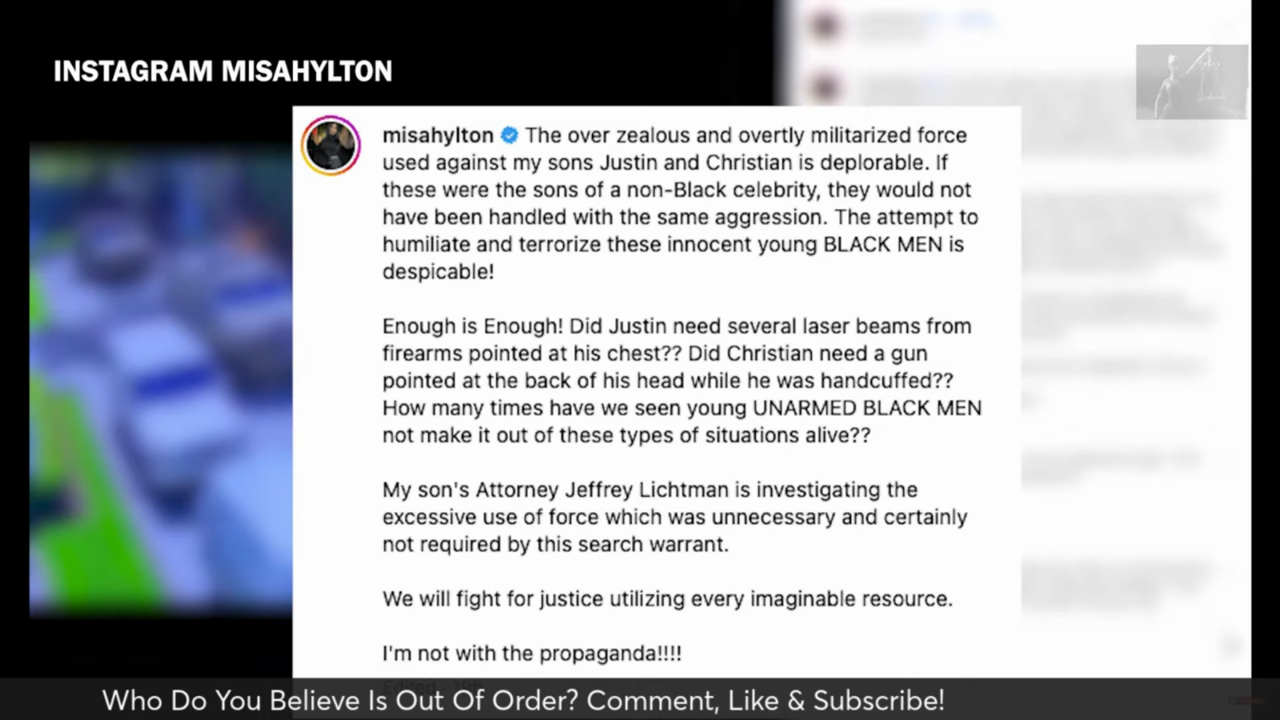 INSTAGRAM MISAHYLTON
misahylton The over zealous and overtly militarized force
used against my sons Justin and Christian is deplorable. If
these were the sons of a non-Black celebrity, they would not
have been handled with the same aggression. The attempt to
humiliate and terrorize these innocent young BLACK MEN is
despicable!
Enough is Enough! Did Justin need several laser beams from
firearms pointed at his chest?? Did Christian need a gun
pointed at the back of his head while he was handcuffed??
How many times have we seen young UNARMED BLACK MEN
not make it out of these types of situations alive??
My son's Attorney Jeffrey Lichtman is investigating the
excessive use of force which was unnecessary and certainly
not required by this search warrant.
We will fight for justice utilizing every imaginable resource.
I'm not with the propaganda!!!!
Who Do You Believe Is Out Of Order? Comment, Like & Subscribe!